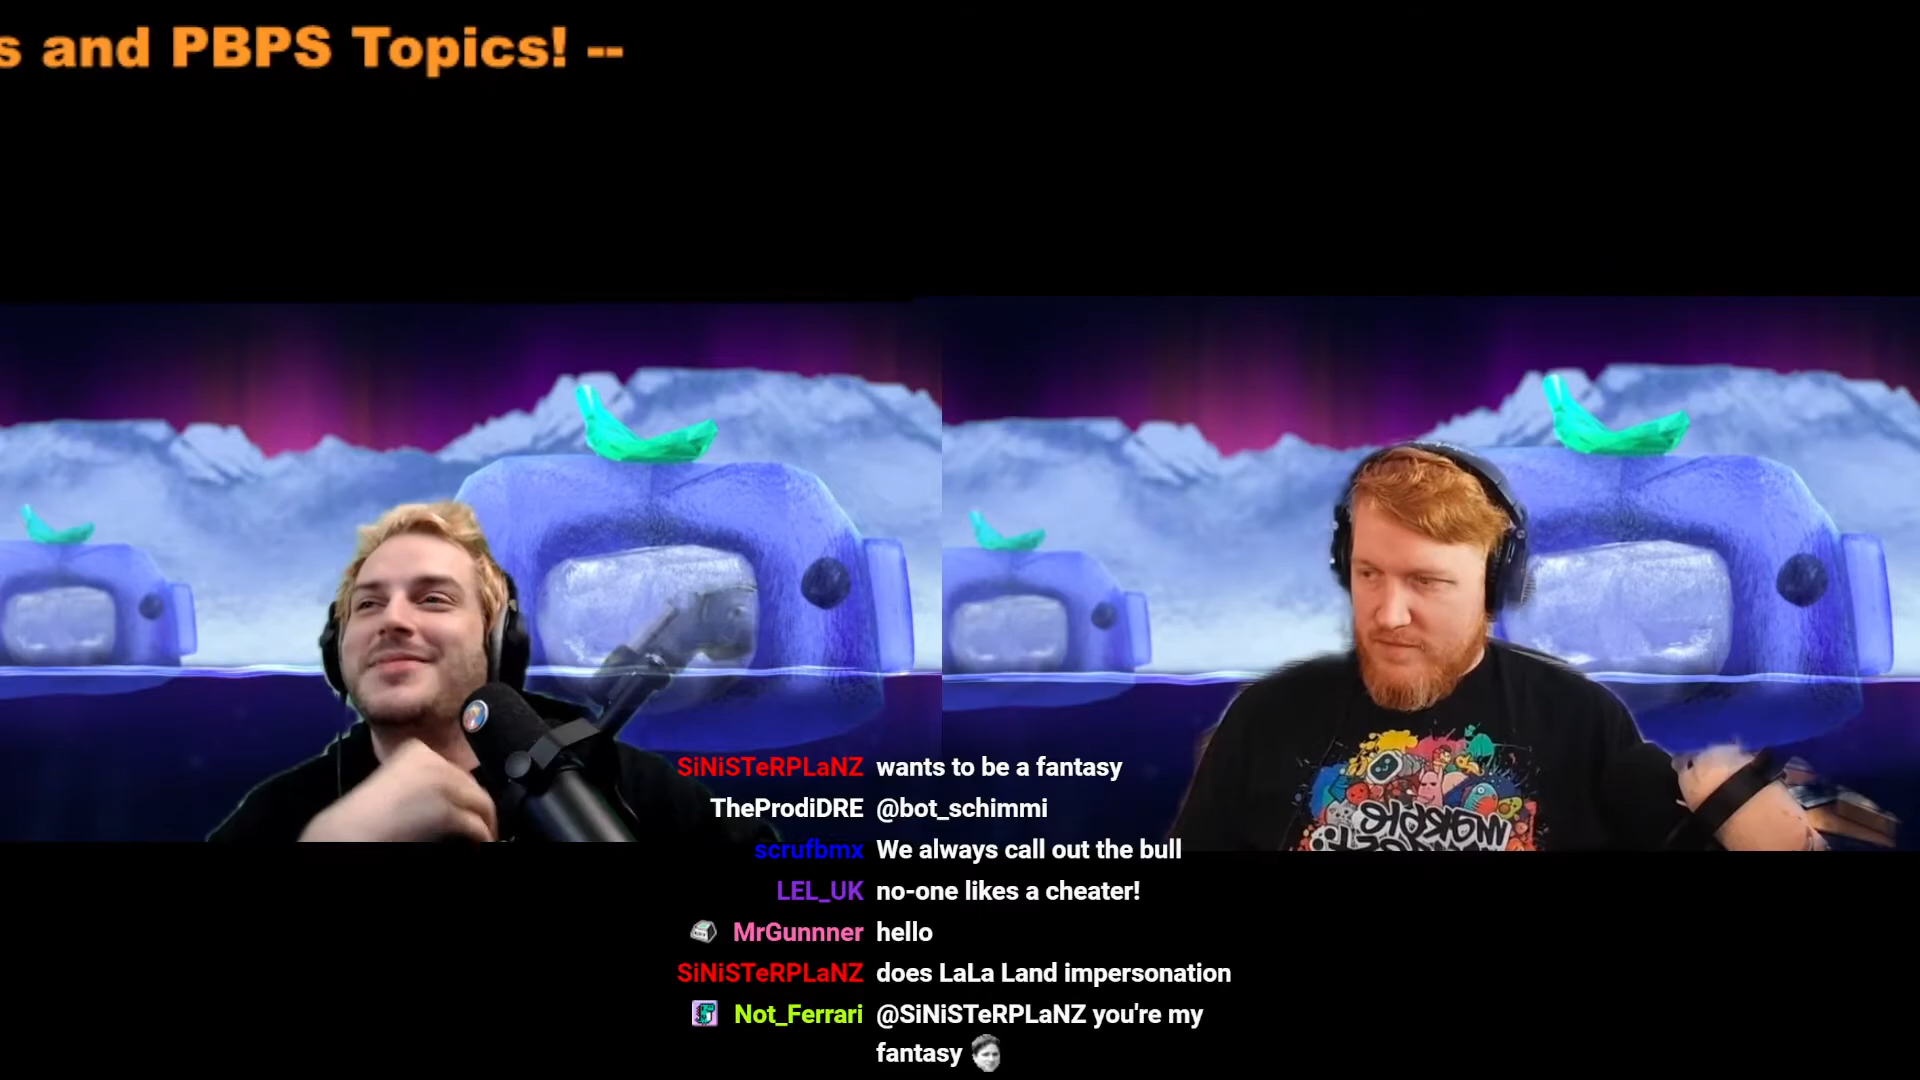 s and PBPS Topics! --
SiNiSTeRPLaNZ wants to be a fantasy
TheProdiDRE @bot_schimmi
scrufbmx We always call out the bull
LEL_UK no-one likes a cheater!
MrGunnner hello
SiNiSTeRPLaNZ does LaLa Land impersonation
Not_Ferrari @SiNiSTeRPLaNZ you're my
fantasy